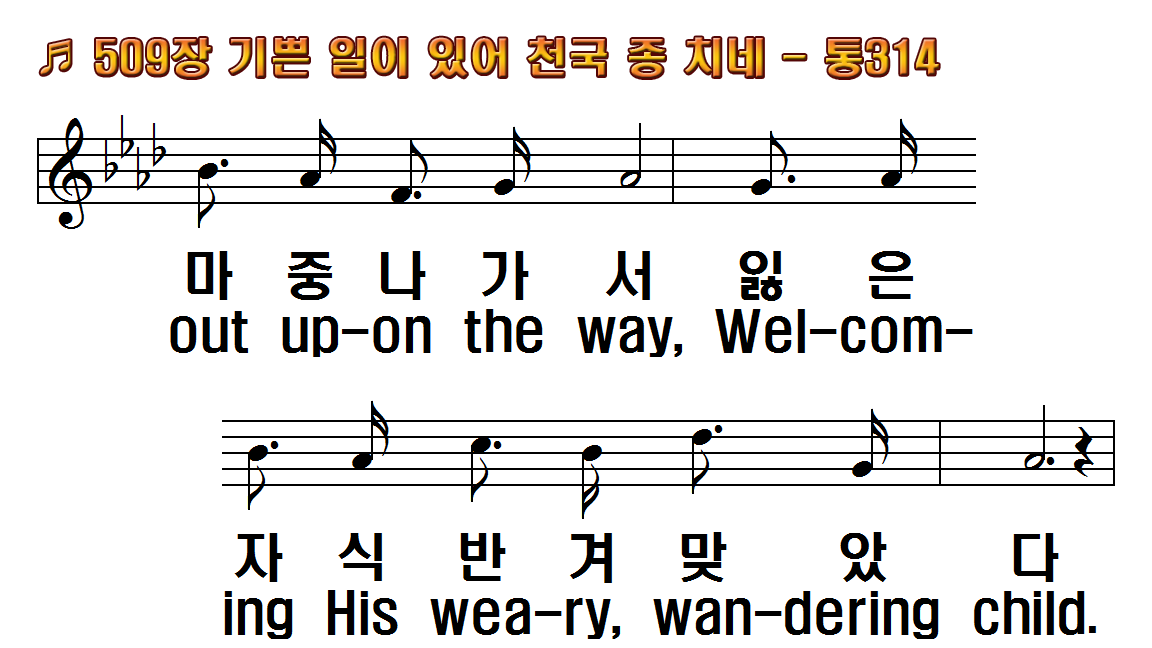 ♬ 509장 기쁜 일이 있어 천국 종 치네 - 통314
마 중 나 가 서 잃 은
out up-on the way, Wel-com-
자 식 반 겨 맞 았 다
ing His wea-ry, wan-dering child.